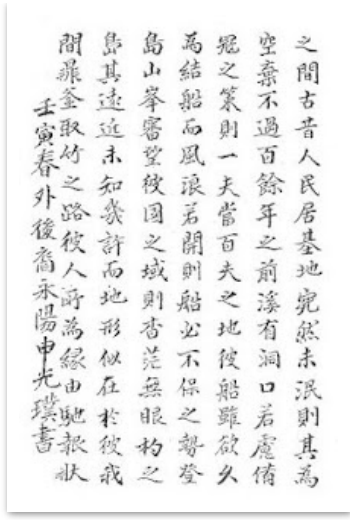 之間古昔人民居基地宛然未泯則其為
空棄不過百餘年之前溪有洞口若慮俻
冦之策則一夫當百夫之地彼船雖欲久
為結船而風浪若開則船必不保之勢登
島山峯審望彼國之域則杳茫無眼杓之
島其遠近未知幾許而地形似在於彼我
間鼎釜取竹之路彼人所為緣由馳報狀
壬寅春外後裔永陽申光璞書